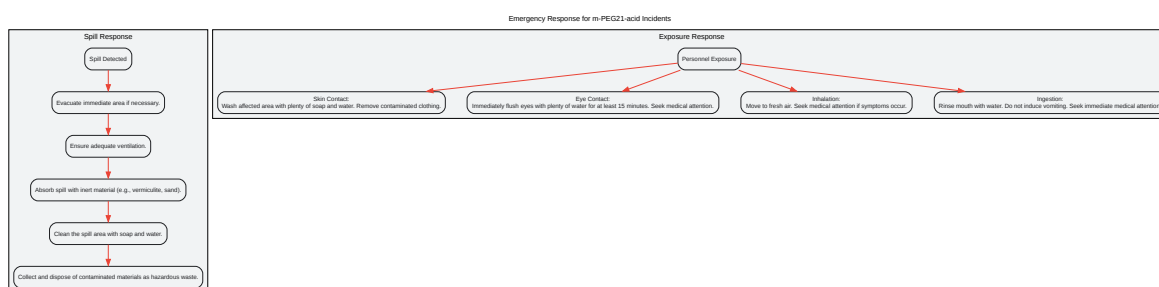 Emergency Response for m-PEG21-acid Incidents
Spill Response
Spill Detected
Evacuate immediate area if necessary.
Ensure adequate ventilation.
Absorb spill with inert material (e.g., vermiculite, sand).
Clean the spill area with soap and water.
Collect and dispose of contaminated materials as hazardous waste.
Exposure Response
Personnel Exposure
Skin Contact:
Wash affected area with plenty of soap and water. Remove contaminated clothing.
Eye Contact:
Immediately flush eyes with plenty of water for at least 15 minutes. Seek medical attention.
Inhalation:
Move to fresh air. Seek medical attention if symptoms occur.
Ingestion:
Rinse mouth with water. Do not induce vomiting. Seek immediate medical attention